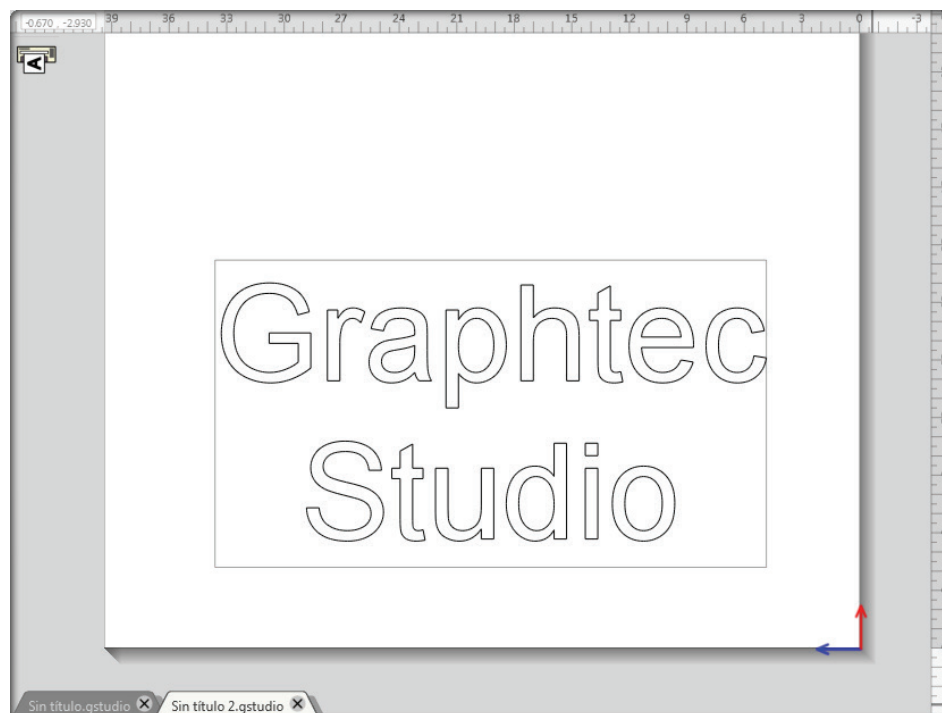 -0.670 , -2.930 39 36 33 30 27 24 21 18 15 12 9 6 3 0 -3
A
Graphtec
Studio
Sin título.gstudio Sin título 2.gstudio